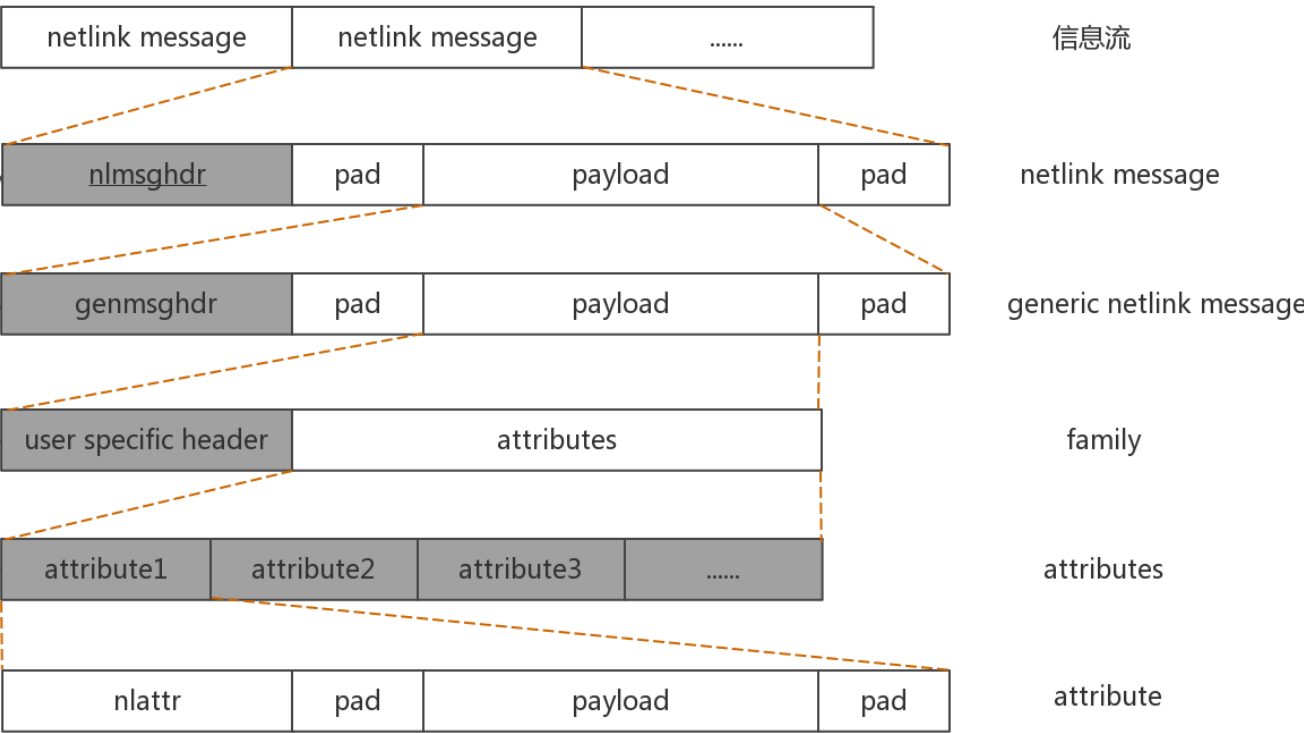 netlink message netlink message ...... 信息流
nlmsghdr pad payload pad netlink message
genmsghdr pad payload pad generic netlink message
user specific header attributes family
attribute1 attribute2 attribute3 ...... attributes
nlattr pad payload pad attribute